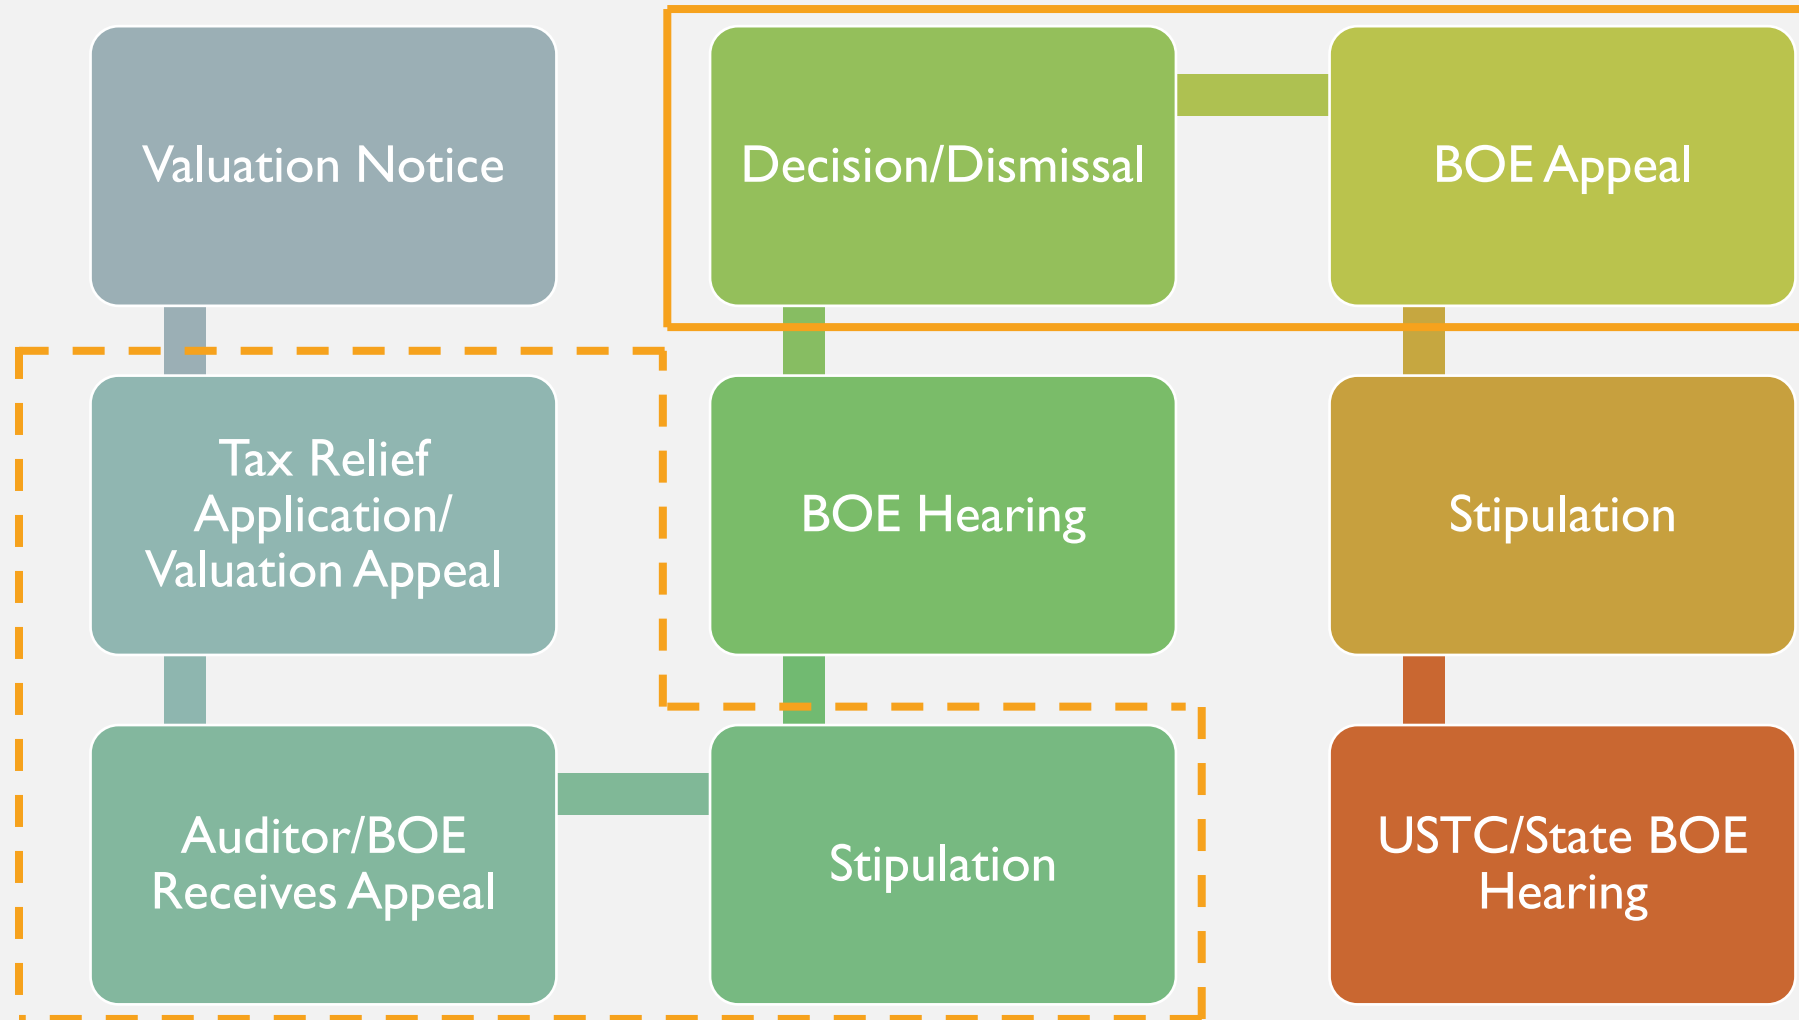 Valuation Notice
Tax Relief
Application/
Valuation Appeal
Auditor/BOE
Receives Appeal
Stipulation
BOE Hearing
Decision/Dismissal
BOE Appeal
Stipulation
USTC/State BOE
Hearing